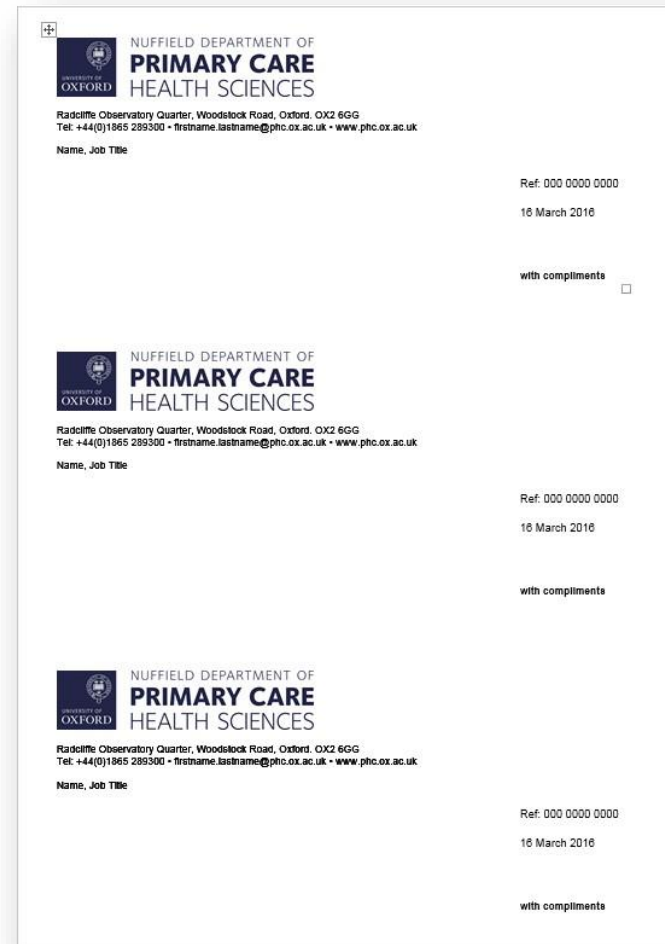 UNIVERSITY OF
OXFORD
NUFFIELD DEPARTMENT OF
PRIMARY CARE
HEALTH SCIENCES
Radcliffe Observatory Quarter, Woodstock Road, Oxford. OX2 6GG
Tel: +44(0)1865 289300 • firstname.lastname@phc.ox.ac.uk • www.phc.ox.ac.uk
Name, Job Title
Ref: 000 0000 0000
16 March 2016
with compliments
UNIVERSITY OF
OXFORD
NUFFIELD DEPARTMENT OF
PRIMARY CARE
HEALTH SCIENCES
Radcliffe Observatory Quarter, Woodstock Road, Oxford. OX2 6GG
Tel: +44(0)1865 289300 • firstname.lastname@phc.ox.ac.uk • www.phc.ox.ac.uk
Name, Job Title
Ref: 000 0000 0000
16 March 2016
with compliments
UNIVERSITY OF
OXFORD
NUFFIELD DEPARTMENT OF
PRIMARY CARE
HEALTH SCIENCES
Radcliffe Observatory Quarter, Woodstock Road, Oxford. OX2 6GG
Tel: +44(0)1865 289300 • firstname.lastname@phc.ox.ac.uk • www.phc.ox.ac.uk
Name, Job Title
Ref: 000 0000 0000
16 March 2016
with compliments